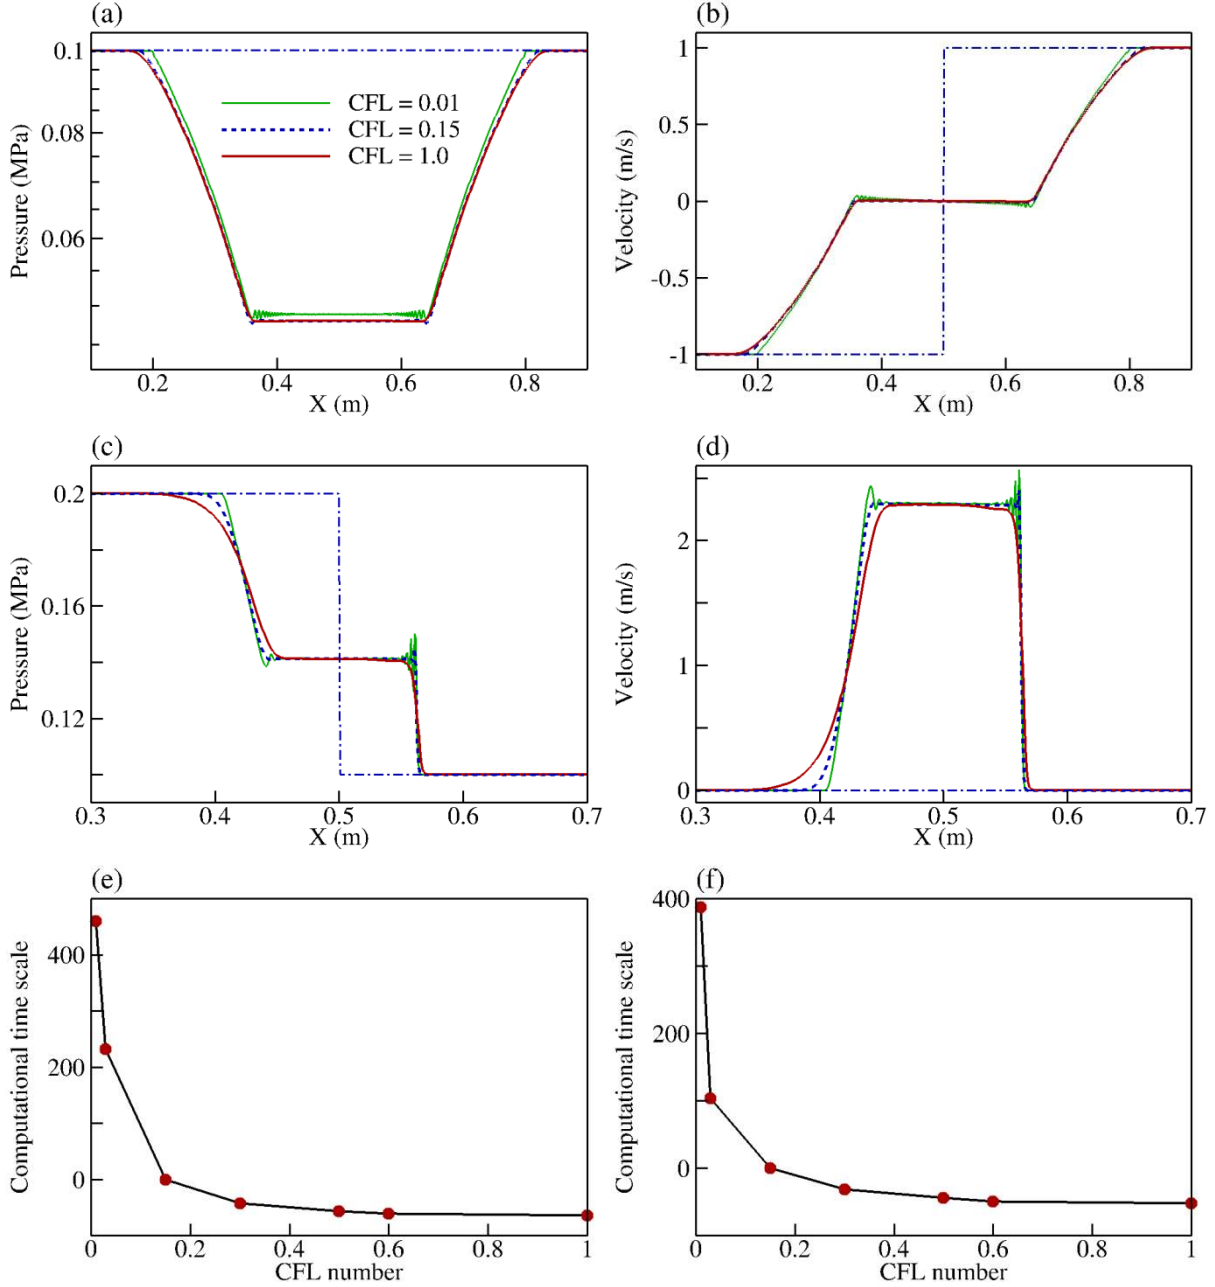 (a)
0.1
0.08
0.06
Pressure (MPa)
CFL = 0.01
CFL = 0.15
CFL = 1.0
0.2
0.4
0.6
0.8
X (m)
(b)
1
0.5
0
-0.5
-1
Velocity (m/s)
0.2
0.4
0.6
0.8
X (m)
(c)
0.2
0.16
0.12
Pressure (MPa)
0.3
0.4
0.5
0.6
0.7
X (m)
(d)
2
1
0
Velocity (m/s)
0.3
0.4
0.5
0.6
0.7
X (m)
(e)
400
200
0
Computational time scale
0
0.2
0.4
0.6
0.8
1
CFL number
(f)
400
200
0
Computational time scale
0
0.2
0.4
0.6
0.8
1
CFL number